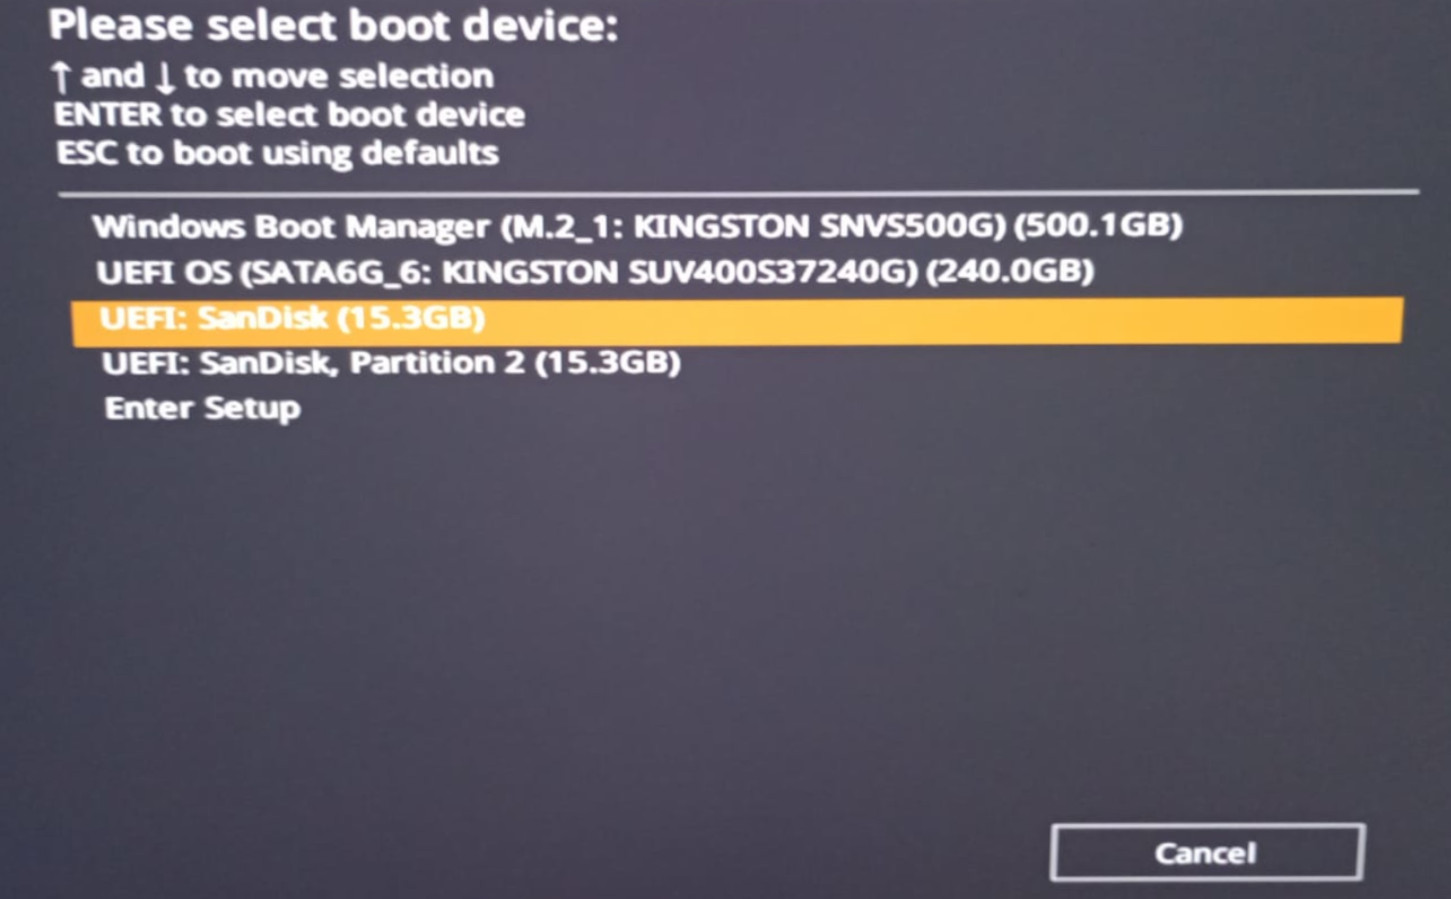 Please select boot device:
↑ and ↓ to move selection
ENTER to select boot device
ESC to boot using defaults
Windows Boot Manager (M.2_1: KINGSTON SNVS500G) (500.1GB)
UEFI OS (SATA6G_6: KINGSTON SUV400S37240G) (240.0GB)
UEFI: SanDisk (15.3GB)
UEFI: SanDisk, Partition 2 (15.3GB)
Enter Setup
Cancel